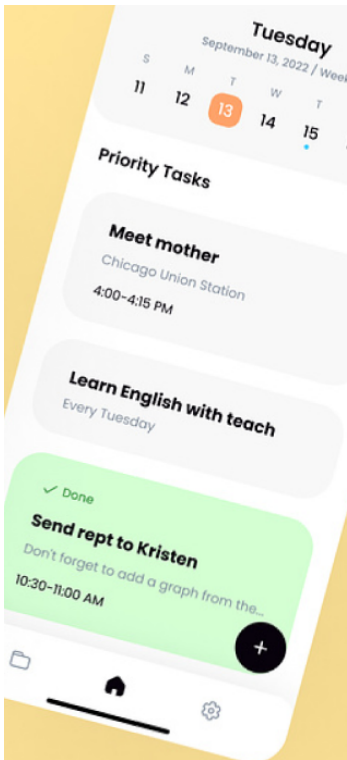 Tuesday
September 13, 2022 / Week
S M T W T
11 12 13 14 15
Priority Tasks
Meet mother
Chicago Union Station
4:00-4:15 PM
Learn English with teach
Every Tuesday
Done
Send rept to Kristen
Don't forget to add a graph from the...
10:30-11:00 AM